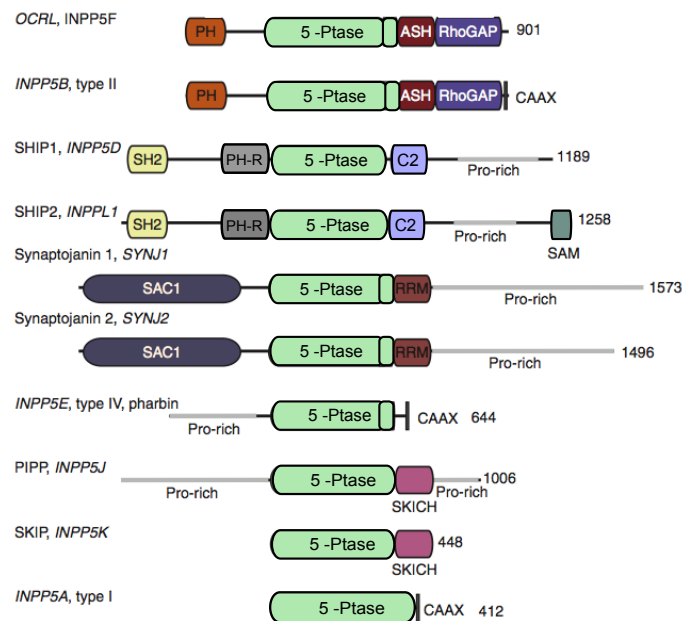 OCRL, INPP5F
PH 5 -Ptase ASH RhoGAP 901
INPP5B, type II
PH 5 -Ptase ASH RhoGAP CAAX
SHIP1, INPP5D
SH2 PH-R 5 -Ptase C2 1189
Pro-rich
SHIP2, INPPL1
SH2 PH-R 5 -Ptase C2 1258
Pro-rich
SAM
Synaptojanin 1, SYNJ1
SAC1 5 -Ptase RRM 1573
Pro-rich
Synaptojanin 2, SYNJ2
SAC1 5 -Ptase RRM 1496
Pro-rich
INPP5E, type IV, pharbin
5 -Ptase CAAX 644
Pro-rich
PIPP, INPP5J
5 -Ptase 1006
Pro-rich Pro-rich
SKICH
SKIP, INPP5K
5 -Ptase 448
SKICH
INPP5A, type I
5 -Ptase CAAX 412